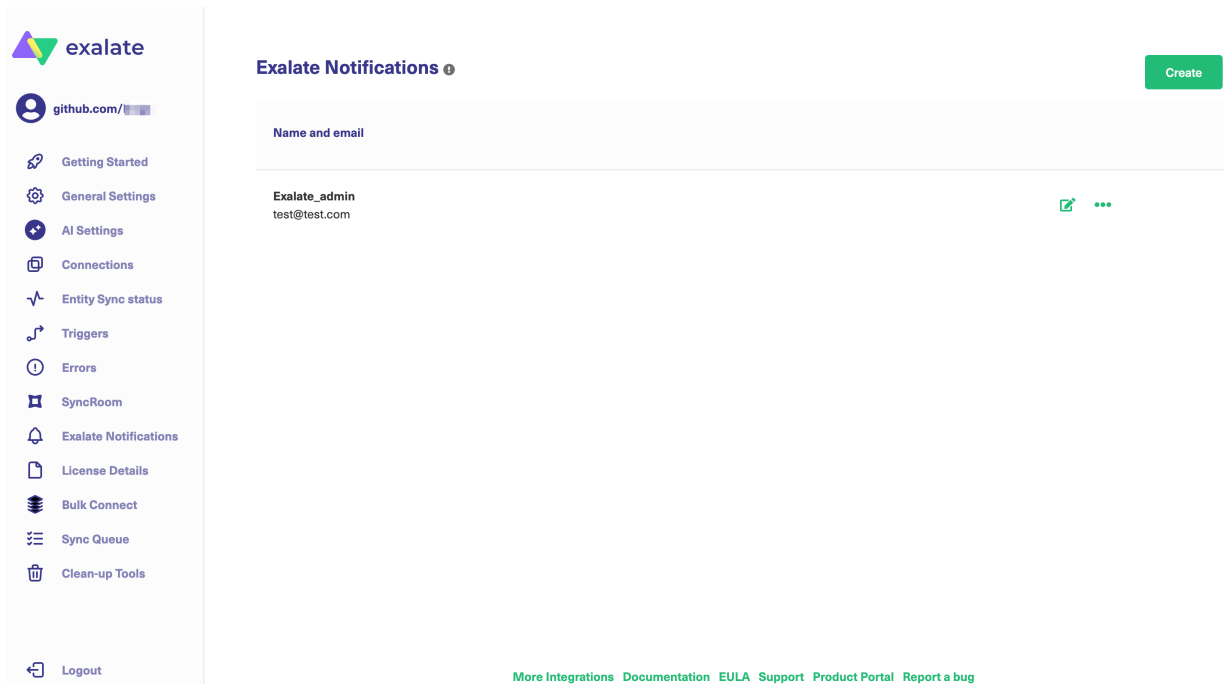 exalate
github.com/
Getting Started
General Settings
AI Settings
Connections
Entity Sync status
Triggers
Errors
SyncRoom
Exalate Notifications
License Details
Bulk Connect
Sync Queue
Clean-up Tools
Logout
Exalate Notifications
Create
Name and email
Exalate_admin
test@test.com
More Integrations Documentation EULA Support Product Portal Report a bug